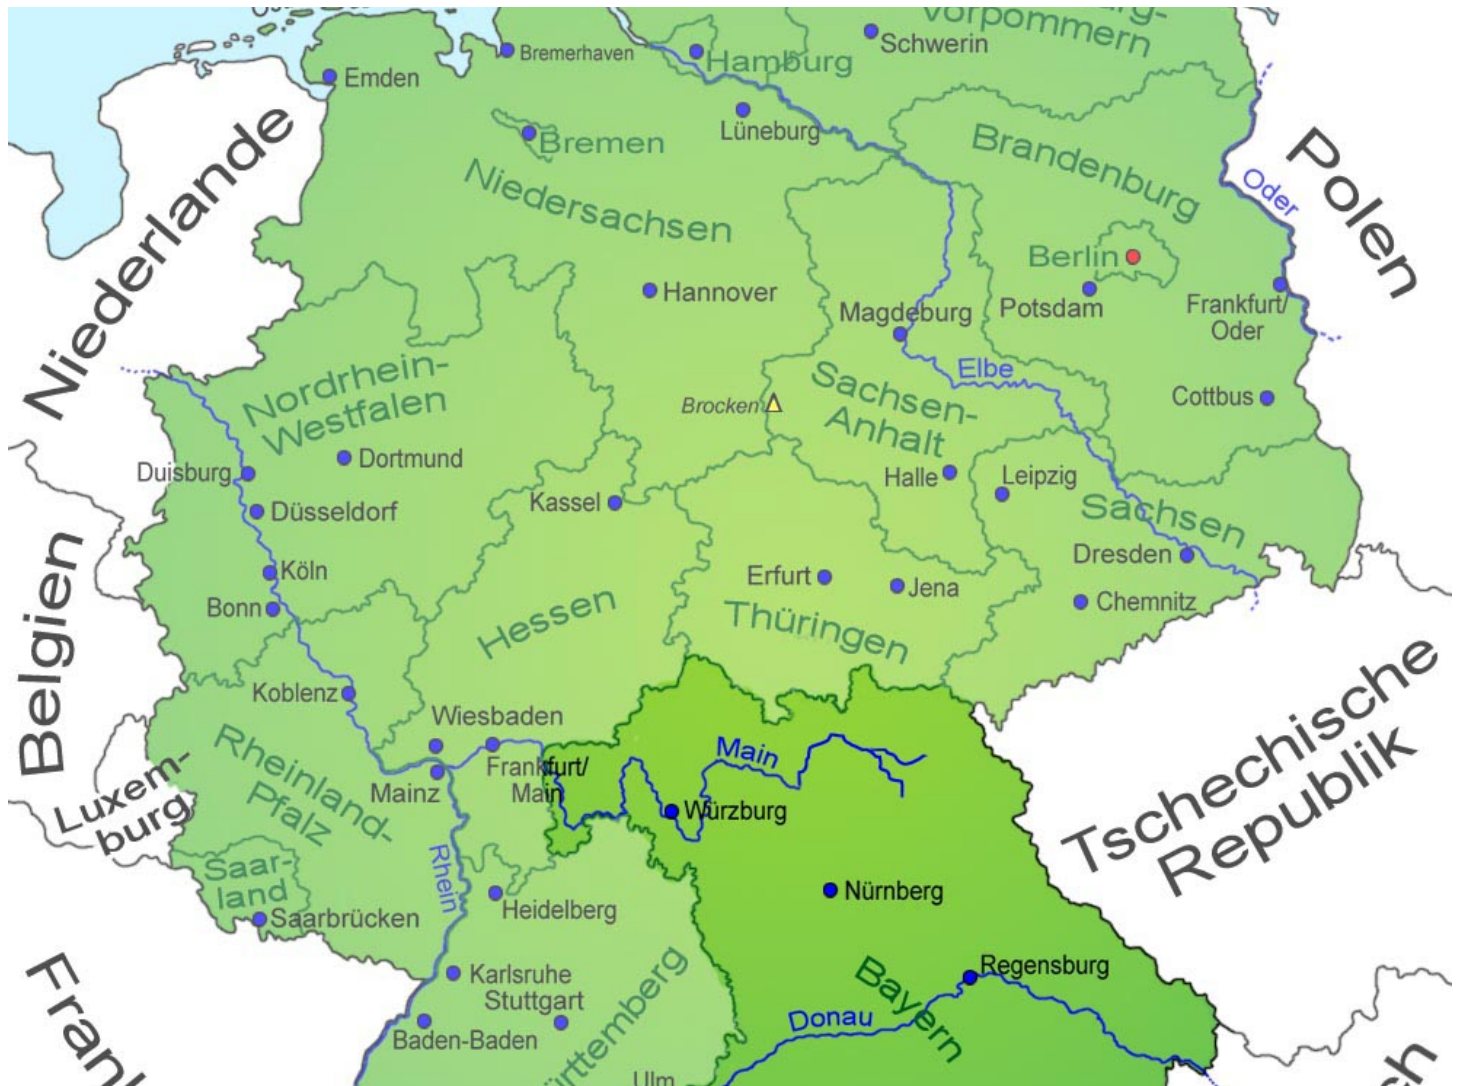 Vorpommern
Schwerin
Bremerhaven
Hamburg
Emden
Lüneburg
Bremen
Brandenburg
Polen
Niederlande
Niedersachsen
Oder
Berlin
Hannover
Potsdam
Frankfurt/
Oder
Magdeburg
Elbe
Nordrhein-
Westfalen
Brocken
Sachsen-
Anhalt
Cottbus
Dortmund
Duisburg
Halle
Leipzig
Kassel
Düsseldorf
Sachsen
Dresden
Köln
Erfurt
Jena
Chemnitz
Bonn
Hessen
Thüringen
Belgien
Koblenz
Wiesbaden
Tschechische
Republik
Rheinland-
Pfalz
Frankfurt/
Main
Main
Mainz
Luxem-
burg
Würzburg
Rhein
Saar-
land
Nürnberg
Heidelberg
Saarbrücken
Regensburg
Karlsruhe
Stuttgart
Bayern
Donau
Baden-Baden
Ulm